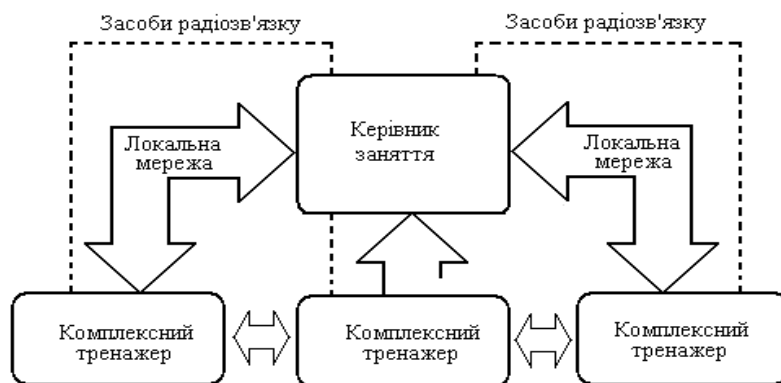 Засоби радіозв'язку
Засоби радіозв'язку
Керівник
заняття
Локальна
мережа
Локальна
мережа
Комплексний
тренажер
Комплексний
тренажер
Комплексний
тренажер